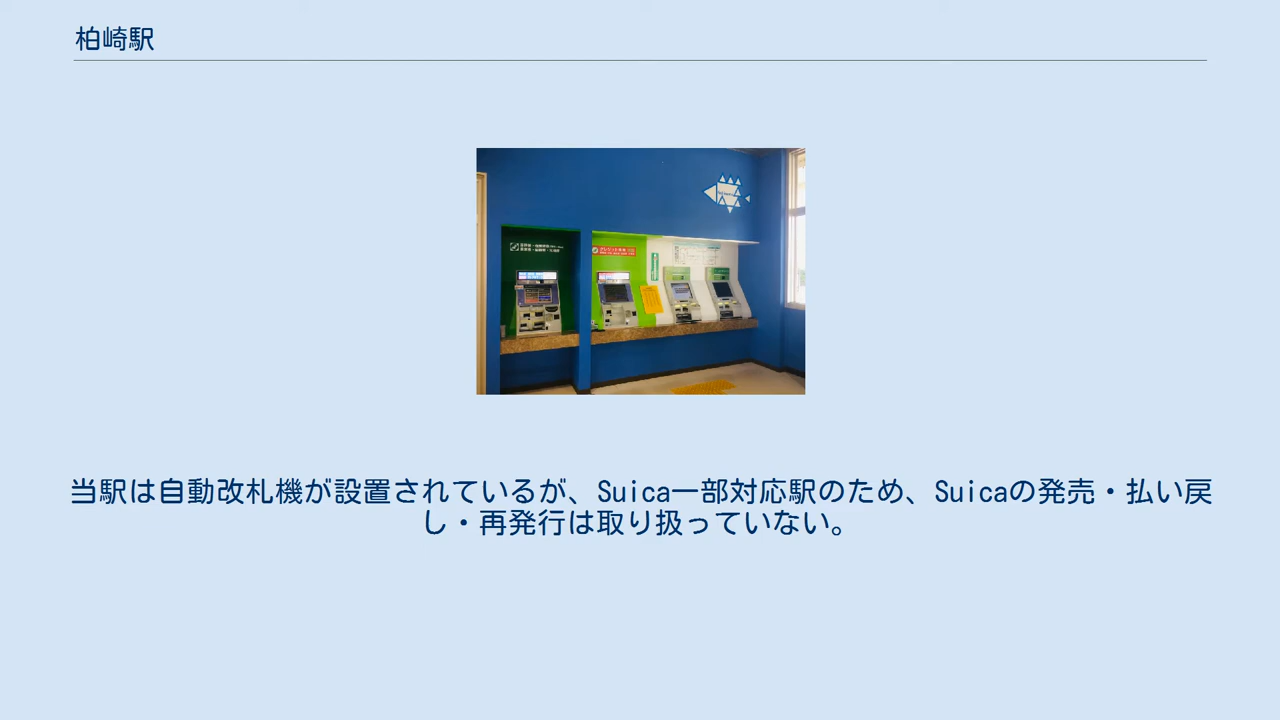 柏崎駅
当駅は自動改札機が設置されているが、Suica一部対応駅のため、Suicaの発売・払い戻
し・再発行は取り扱っていない。